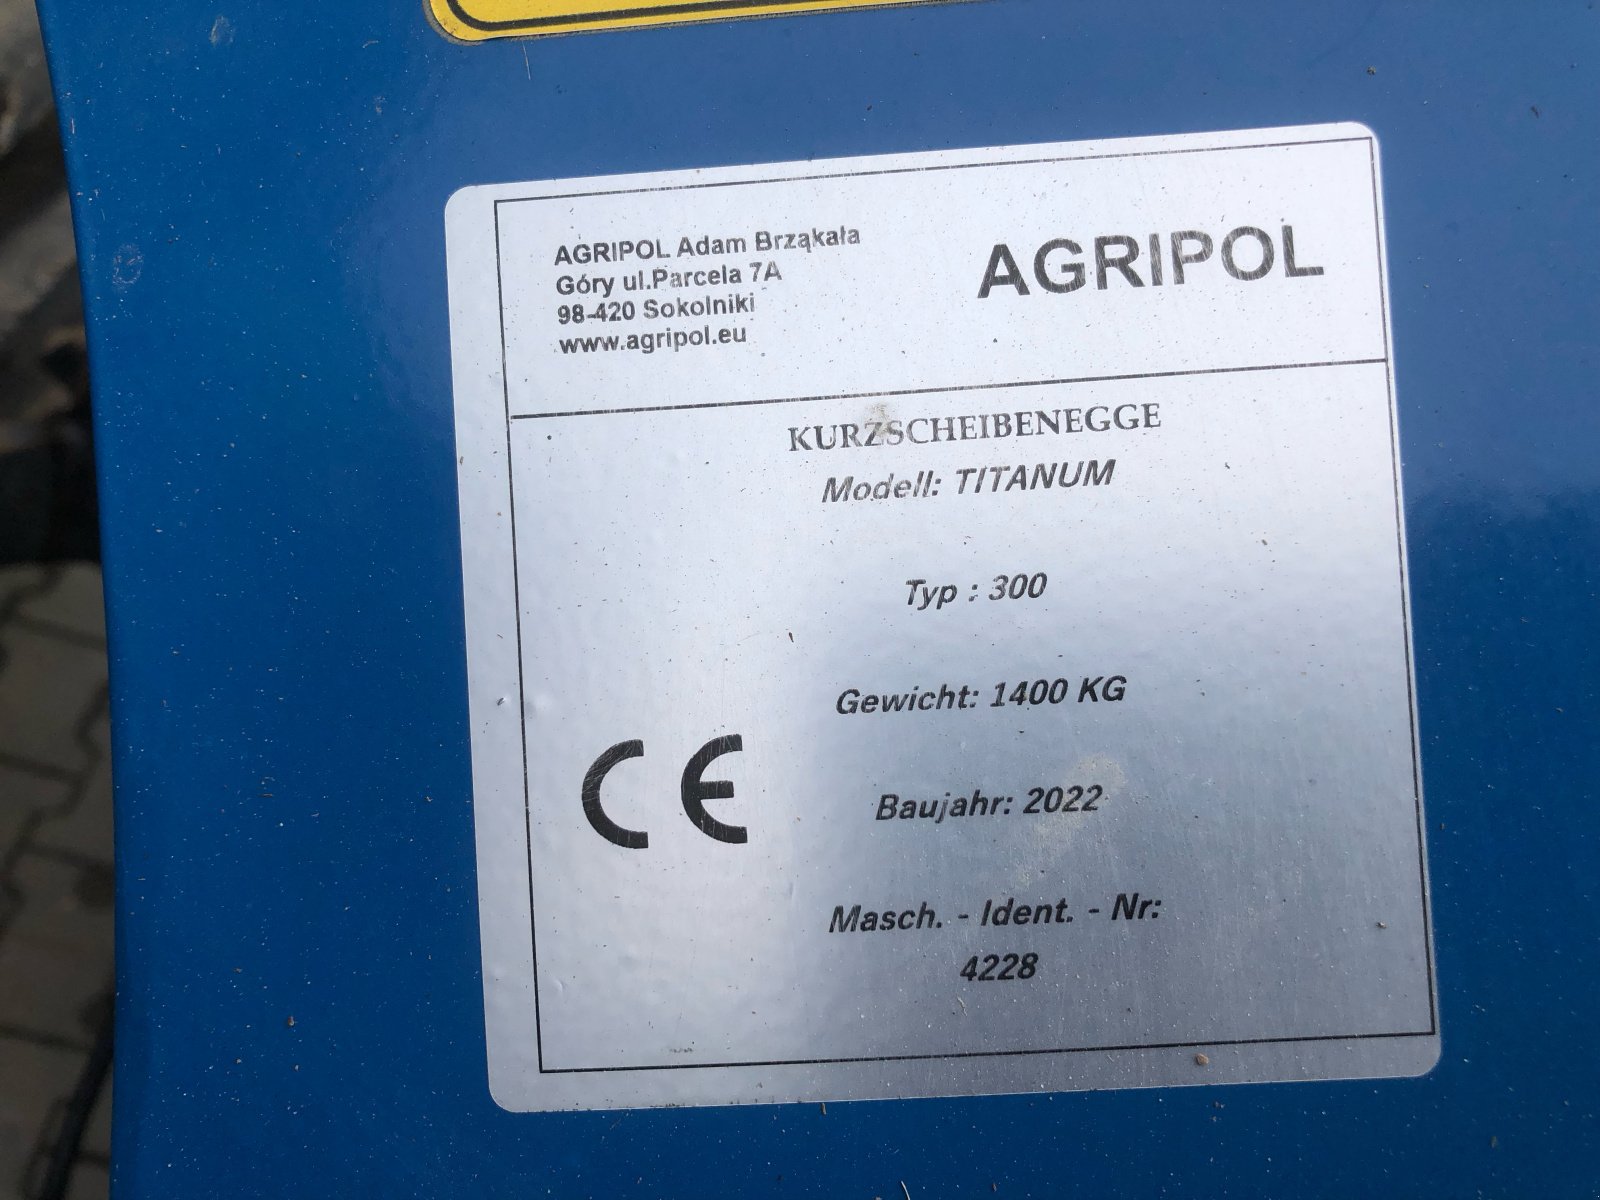 AGRIPOL Adam Brząkała
Góry ul.Parcela 7A
98-420 Sokolniki
www.agripol.eu
AGRIPOL
KURZSCHEIBENEGGE
Modell: TITANUM
Typ : 300
Gewicht: 1400 KG
CE
Baujahr: 2022
Masch. - Ident. - Nr:
4228